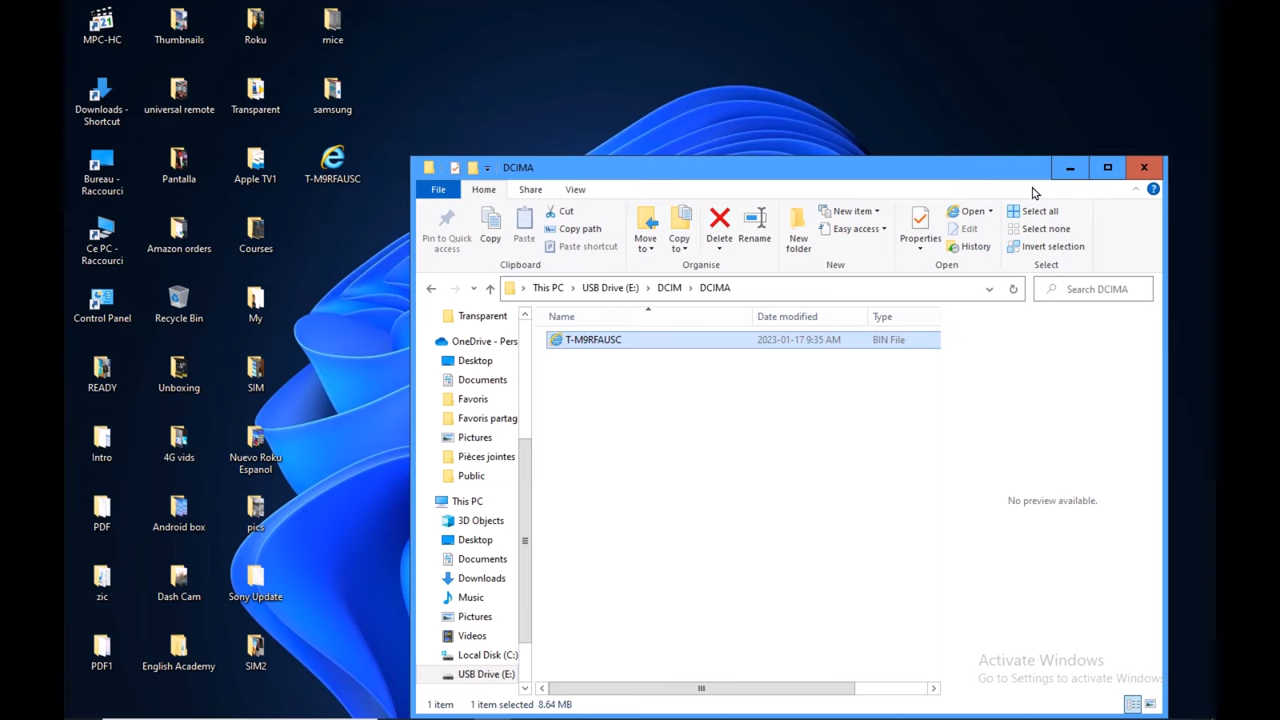 MPC-HC
Thumbnails
Roku
mice
Downloads -
Shortcut
universal remote
Transparent
samsung
Bureau -
Raccourci
Pantalla
Apple TV1
T-M9RFAUSC
Ce PC -
Raccourci
Amazon orders
Courses
Control Panel
Recycle Bin
My
READY
Unboxing
SIM
Intro
4G vids
Nuevo Roku
Espanol
PDF
Android box
pics
zic
Dash Cam
Sony Update
PDF1
English Academy
SIM2
DCIMA
File
Home
Share
View
Pin to Quick
access
Copy
Paste
Cut
Copy path
Paste shortcut
Clipboard
Move
to
Copy
to
Delete
Rename
Organise
New
folder
New item
Easy access
New
Properties
Open
Edit
History
Open
Select all
Select none
Invert selection
Select
This PC
USB Drive (E:)
DCIM
DCIMA
Search DCIMA
Transparent
OneDrive - Pers
Desktop
Documents
Favoris
Favoris partag
Pictures
Pièces jointes
Public
This PC
3D Objects
Desktop
Documents
Downloads
Music
Pictures
Videos
Local Disk (C:)
USB Drive (E:)
Name
Date modified
Type
T-M9RFAUSC
2023-01-17 9:35 AM
BIN File
No preview available.
Activate Windows
Go to Settings to activate Windows
1 item
1 item selected
8.64 MB